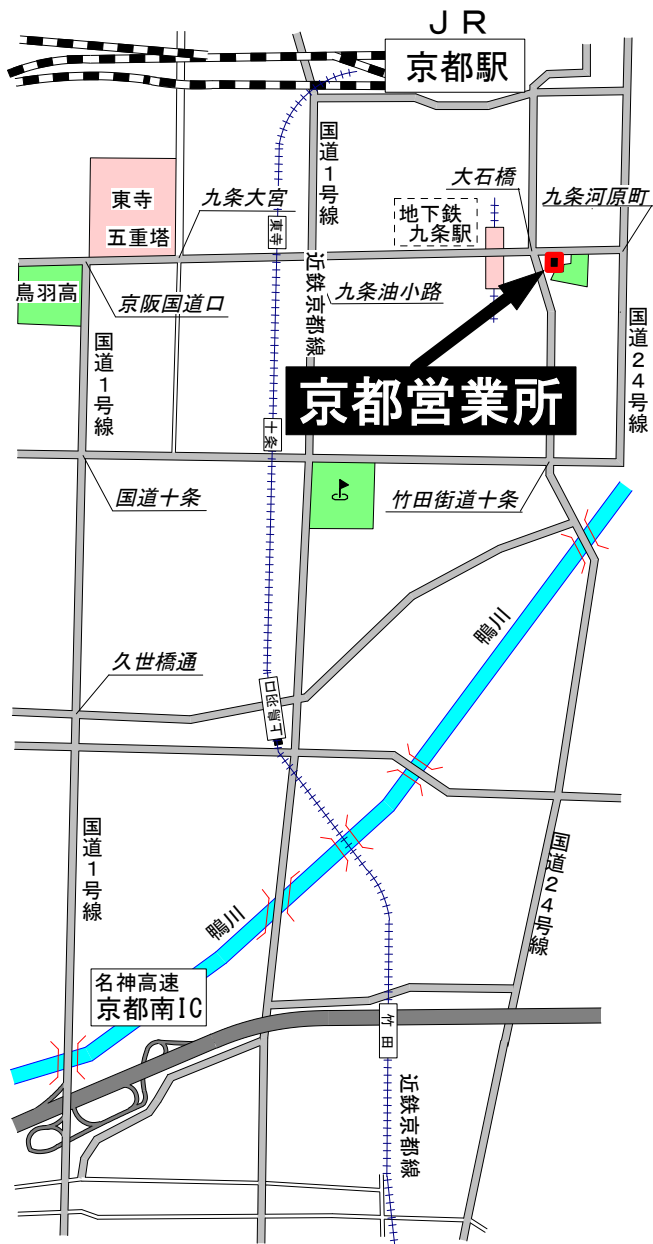 ＪＲ
京都駅
国道１号線
大石橋
九条河原町
東寺
五重塔
九条大宮
東寺
地下鉄
九条駅
鳥羽高
京阪国道口
近鉄京都線
九条油小路
国道１号線
国道２４号線
京都営業所
十条
国道十条
竹田街道十条
鴨川
久世橋通
上鳥羽口
国道１号線
国道２４号線
鴨川
名神高速
京都南IC
竹田
近鉄京都線